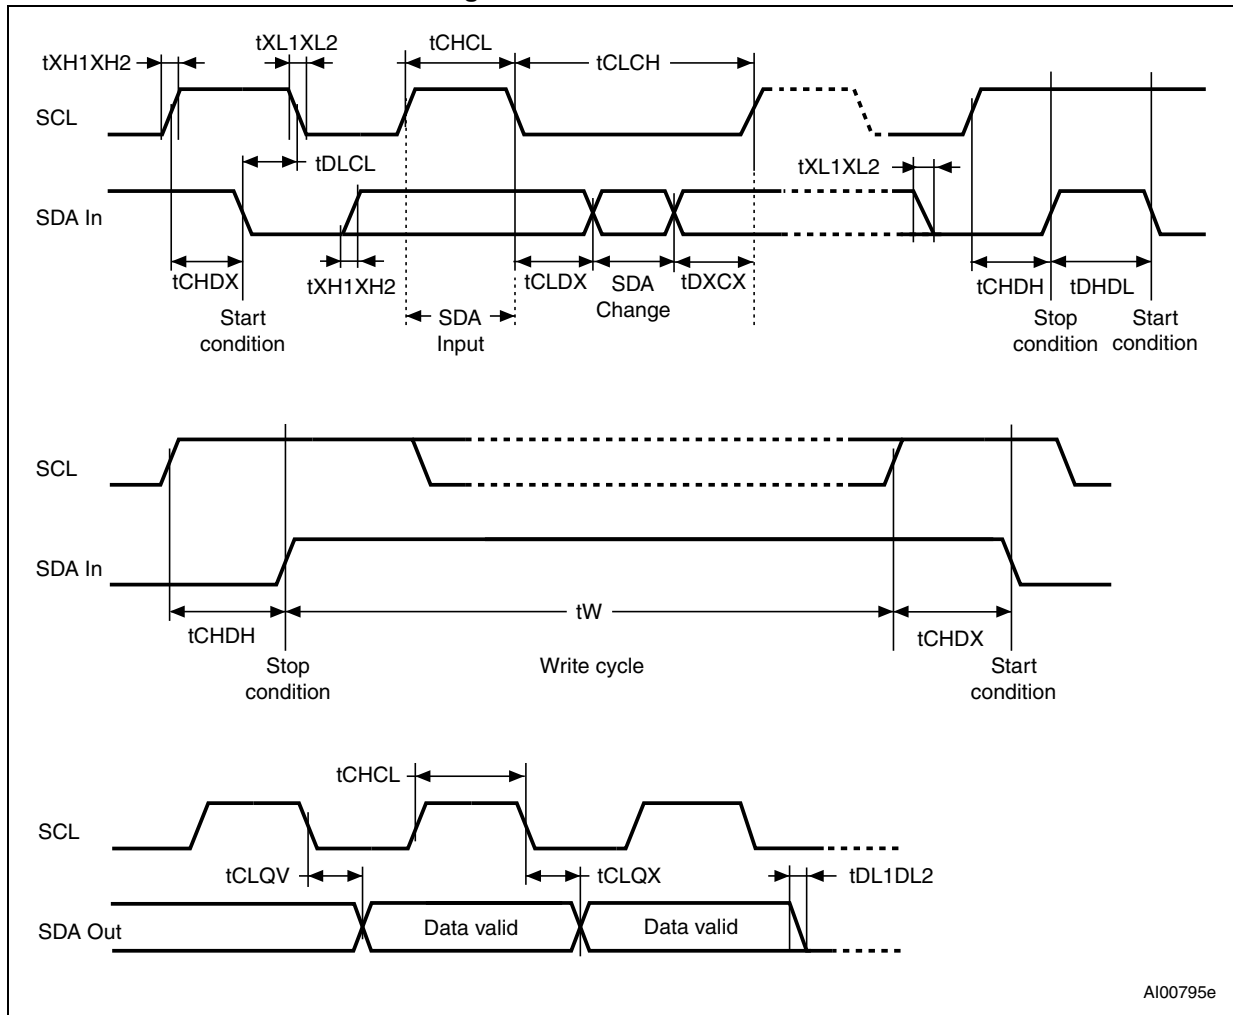 tXH1XH2
tXL1XL2
tCHCL
tCLCH
SCL
tDLCL
tXL1XL2
SDA In
tCHDX
tXH1XH2
tCLDX
SDA
Change
tDXCX
tCHDH
tDHDL
Start
condition
SDA
Input
Stop
condition
Start
condition
SCL
SDA In
tCHDH
tW
tCHDX
Stop
condition
Write cycle
Start
condition
tCHCL
SCL
tCLQV
tCLQX
tDL1DL2
SDA Out
Data valid
Data valid
AI00795e